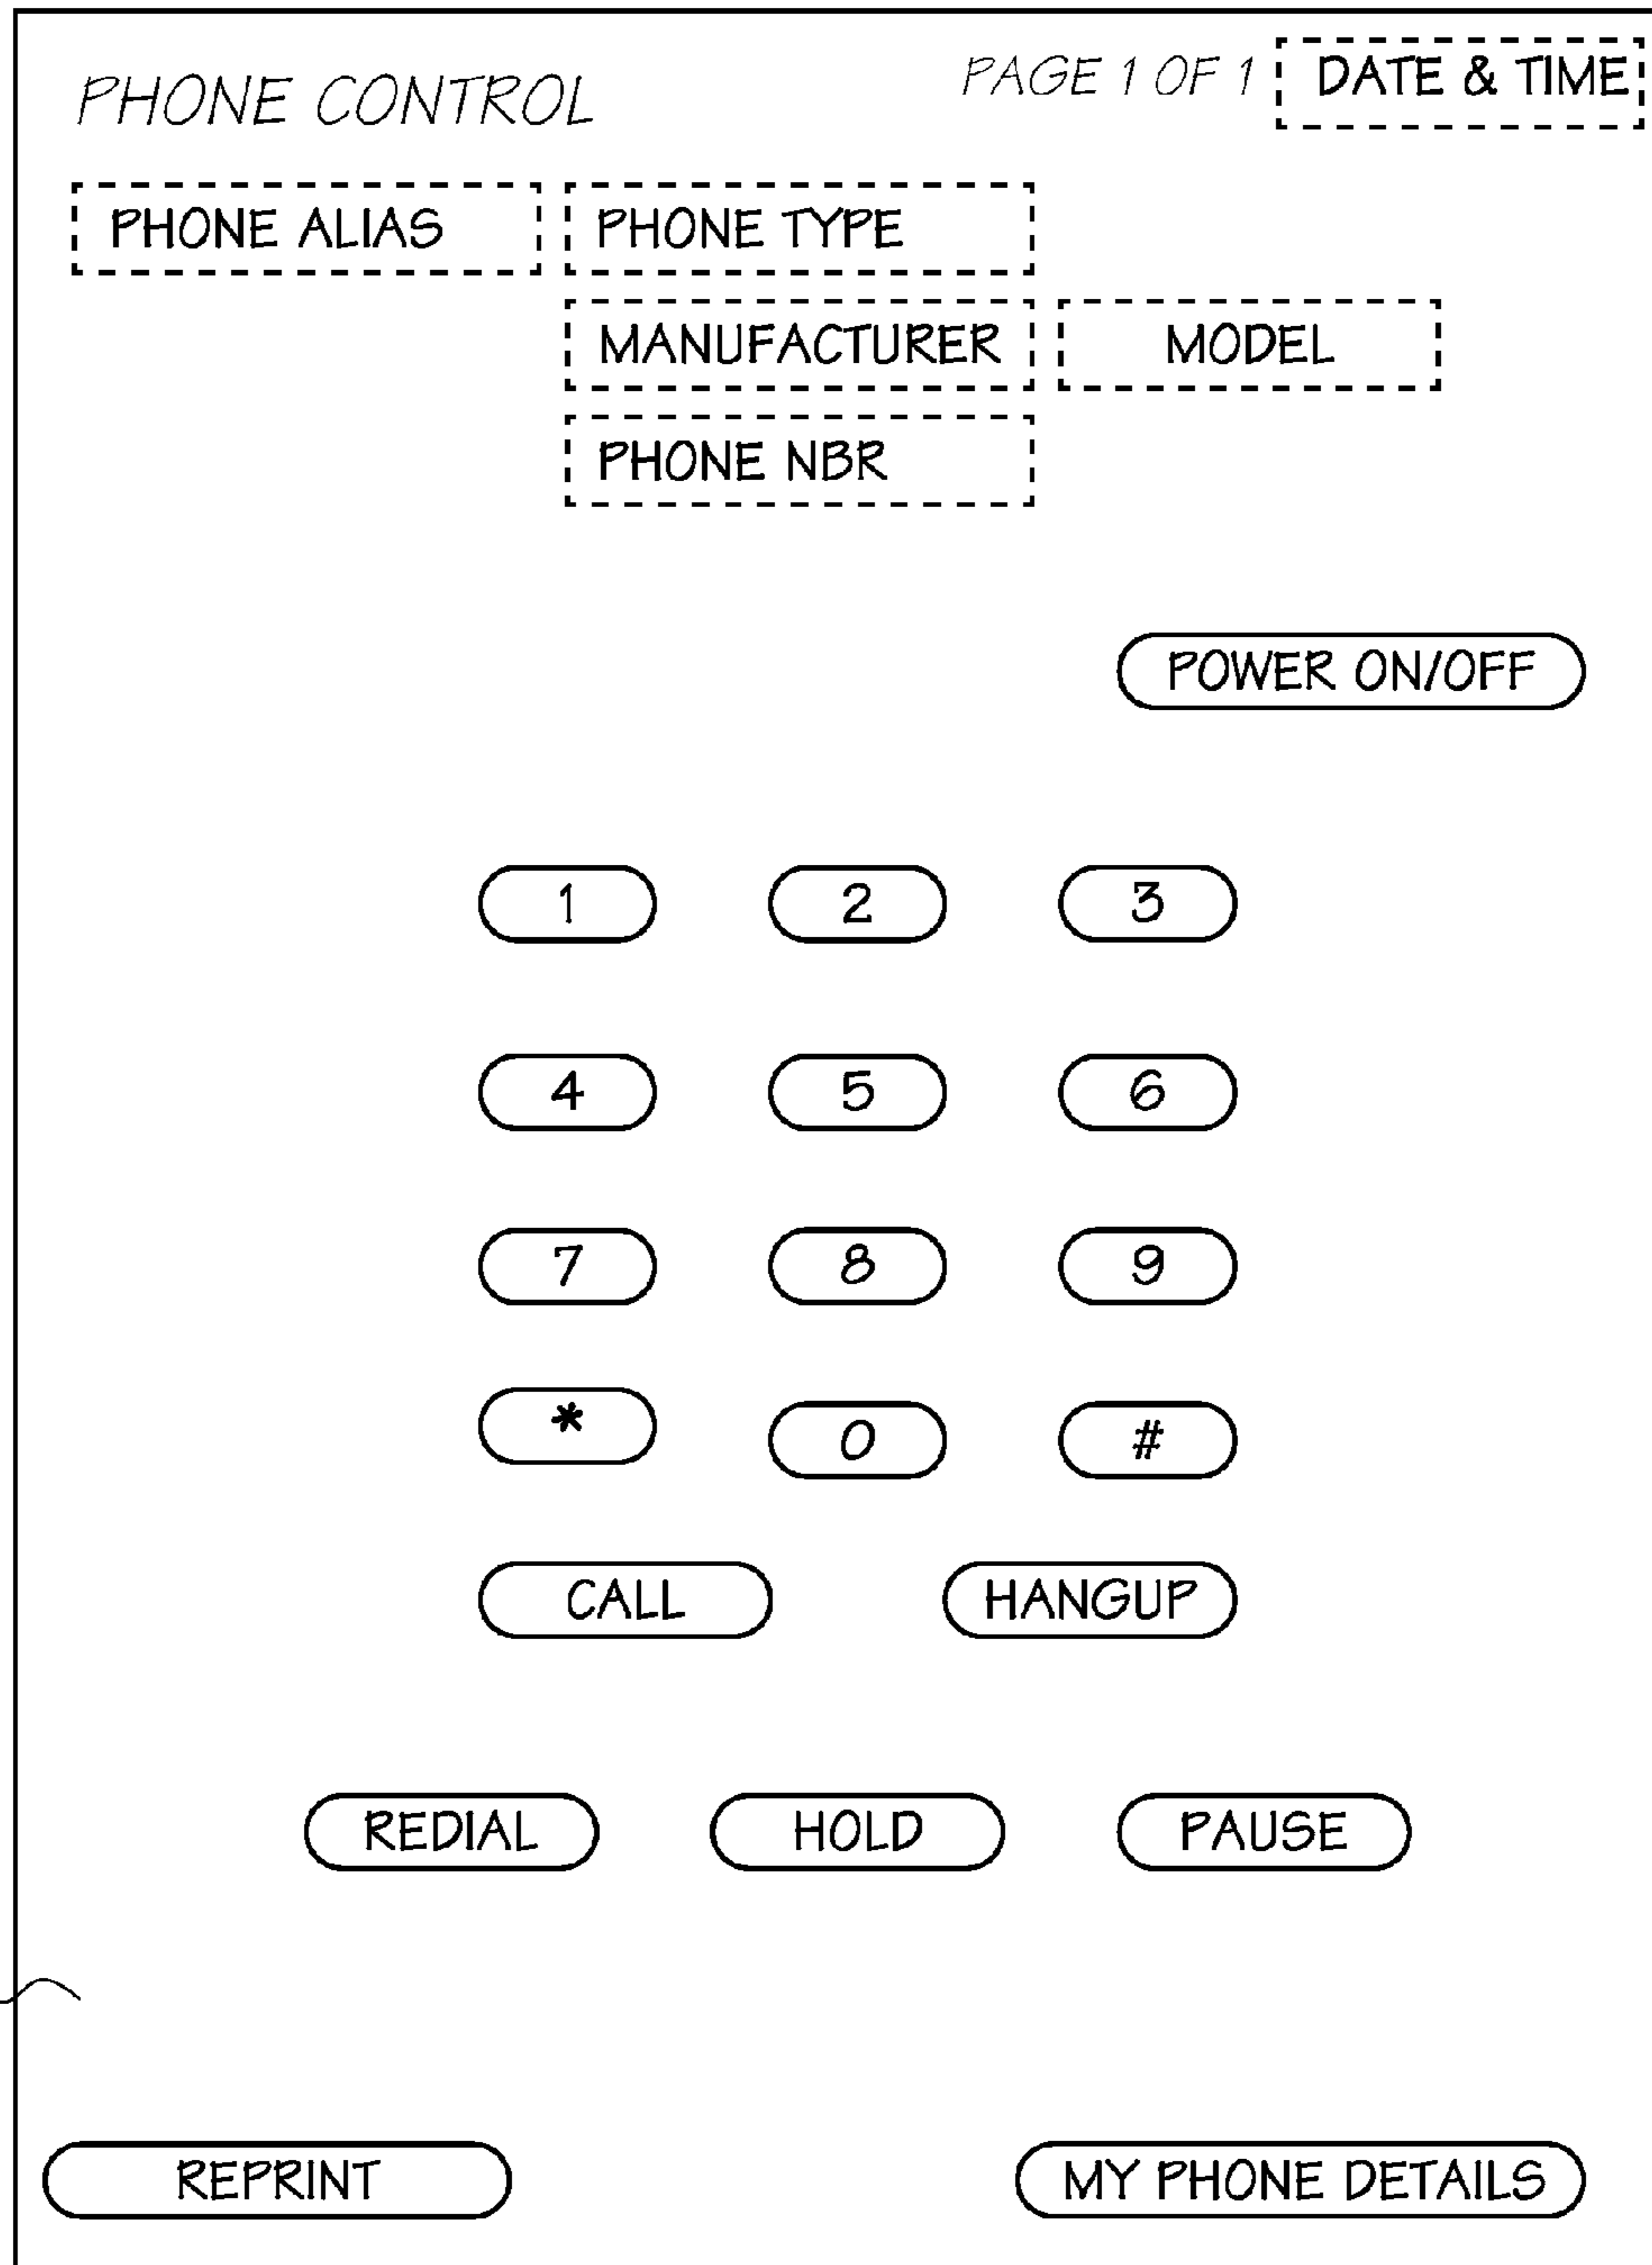 PHONE CONTROL PAGE 1 OF 1 DATE & TIME
PHONE ALIAS PHONE TYPE
MANUFACTURER MODEL
PHONE NBR
POWER ON/OFF
1 2 3
4 5 6
7 8 9
* 0 #
CALL HANGUP
REDIAL HOLD PAUSE
REPRINT MY PHONE DETAILS